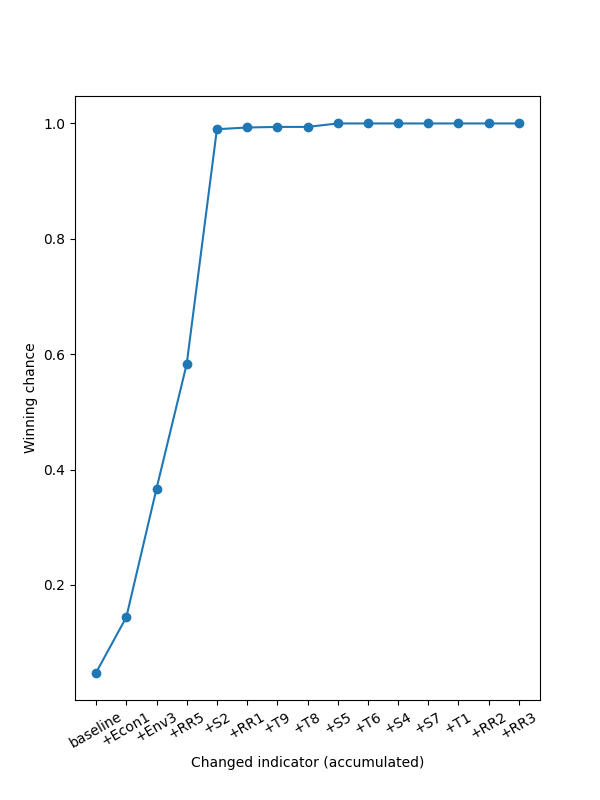 1.0
0.8
0.6
0.4
0.2
Winning chance
baseline
+Econ1
+Env3
+RR5
+S2
+RR1
+T9
+T8
+S5
+T6
+S4
+S7
+T1
+RR2
+RR3
Changed indicator (accumulated)